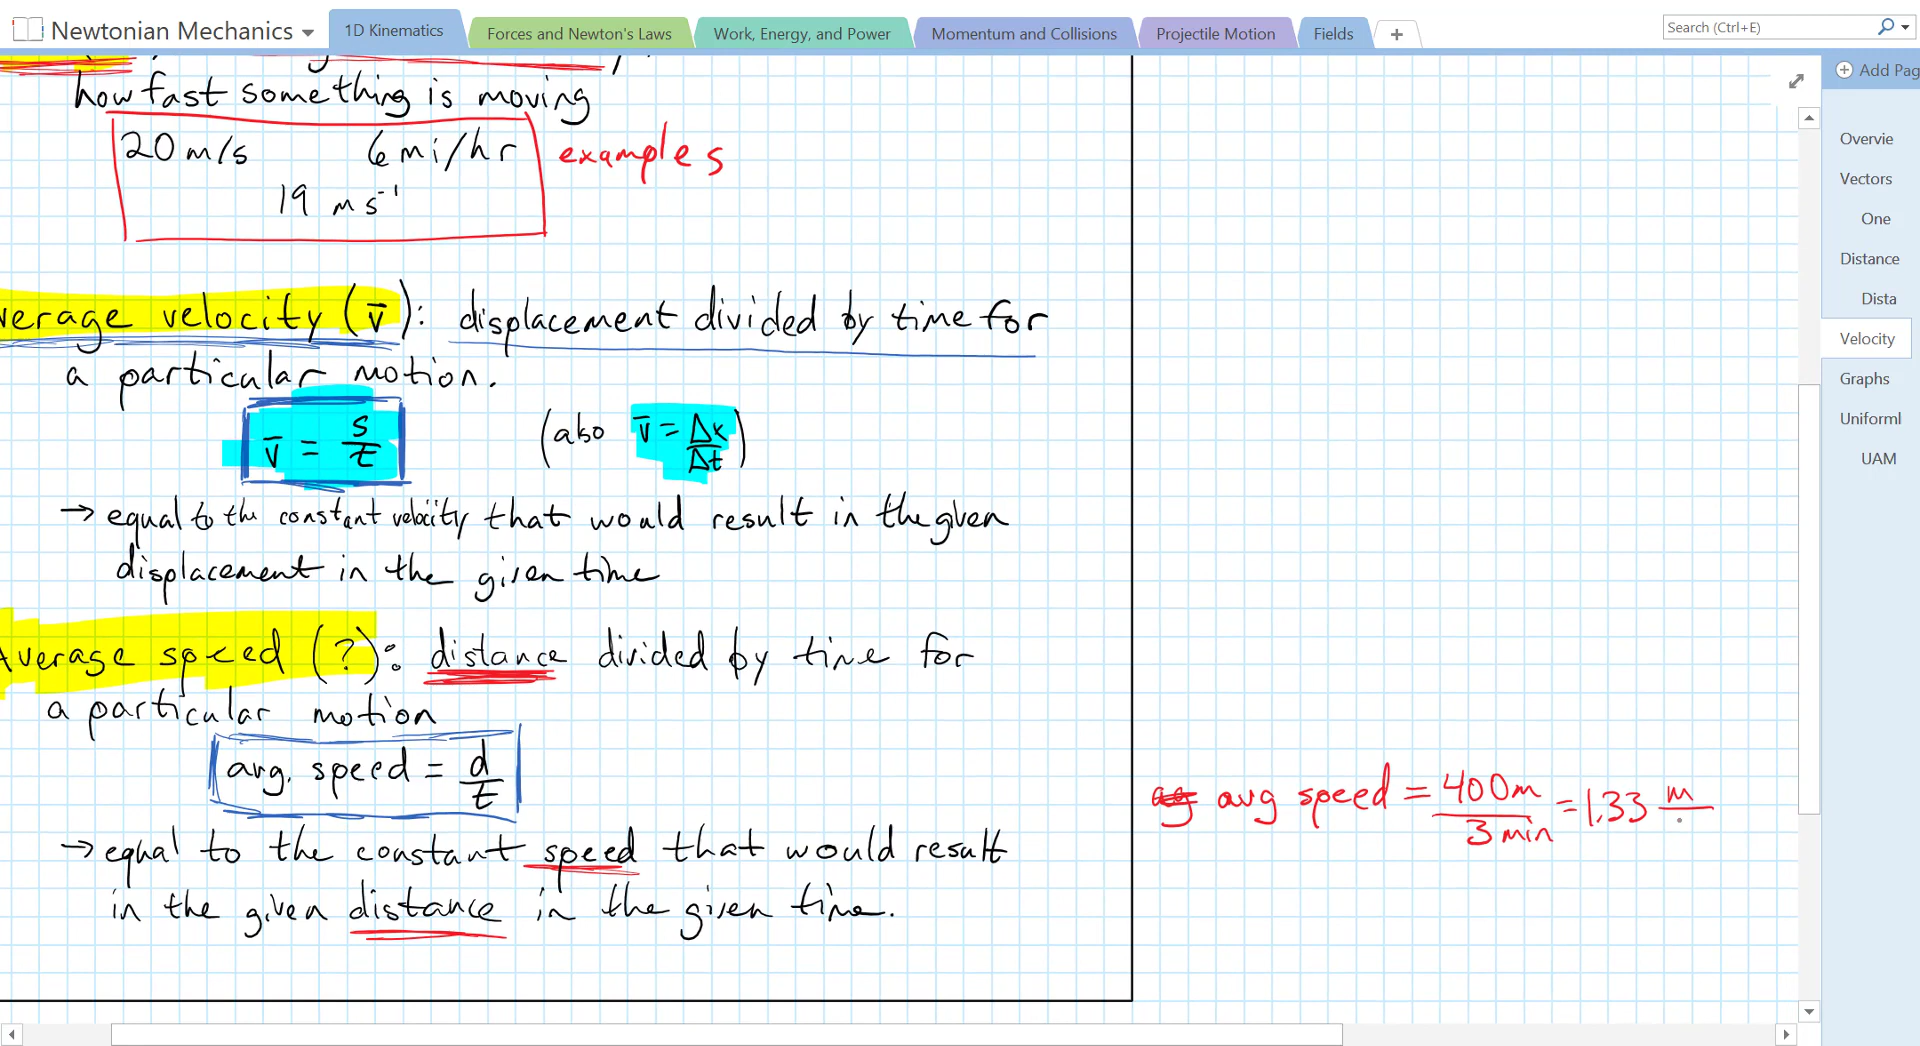 Newtonian Mechanics
1D Kinematics
Forces and Newton's Laws
Work, Energy, and Power
Momentum and Collisions
Projectile Motion
Fields
+
Search (Ctrl+E)
Add Pag
Overvie
Vectors
One
Distance
Dista
Velocity
Graphs
Uniforml
UAM
how fast something is moving
20 m/s 6 mi/hr examples
19 ms⁻¹
verage velocity (v̄): displacement divided by time for
a particular motion.
v̄ = s/t (also v̄ = Δx/Δt)
→ equal to the constant velocity that would result in the given
displacement in the given time
Average speed (?): distance divided by time for
a particular motion
avg. speed = d/t
→ equal to the constant speed that would result
in the given distance in the given time.
avg speed = 400m/3 min = 1.33 m